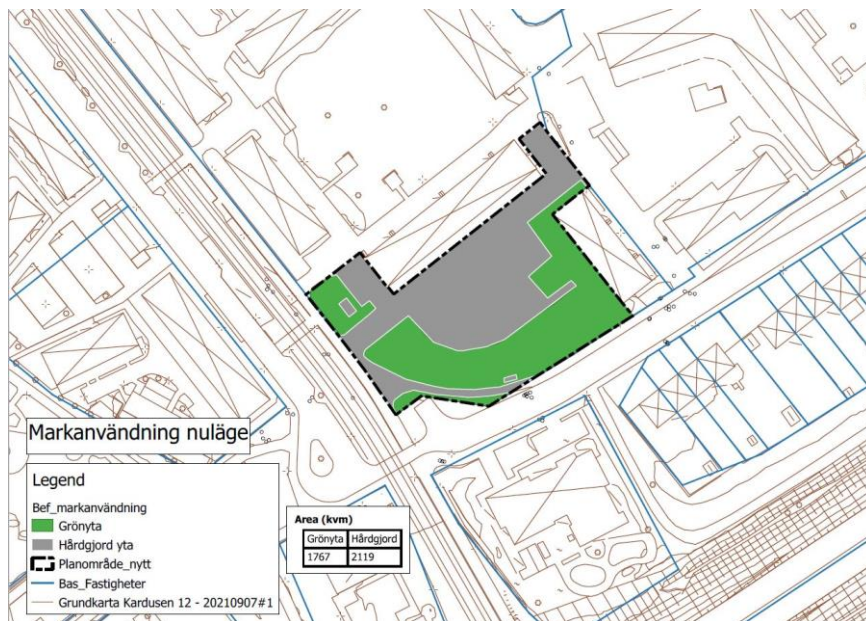 Markanvändning nuläge
Legend
Bef_markanvändning
Grönyta
Hårdgjord yta
Planområde_nytt
Bas_Fastigheter
Grundkarta Kardusen 12 - 20210907#1
Area (kvm)
Grönyta Hårdgjord
1767 2119